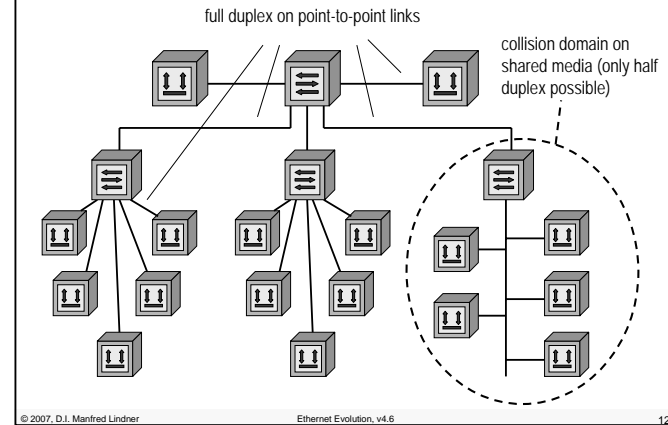 full duplex on point-to-point links
collision domain on
shared media (only half
duplex possible)
© 2007, D.I. Manfred Lindner
Ethernet Evolution, v4.6
12